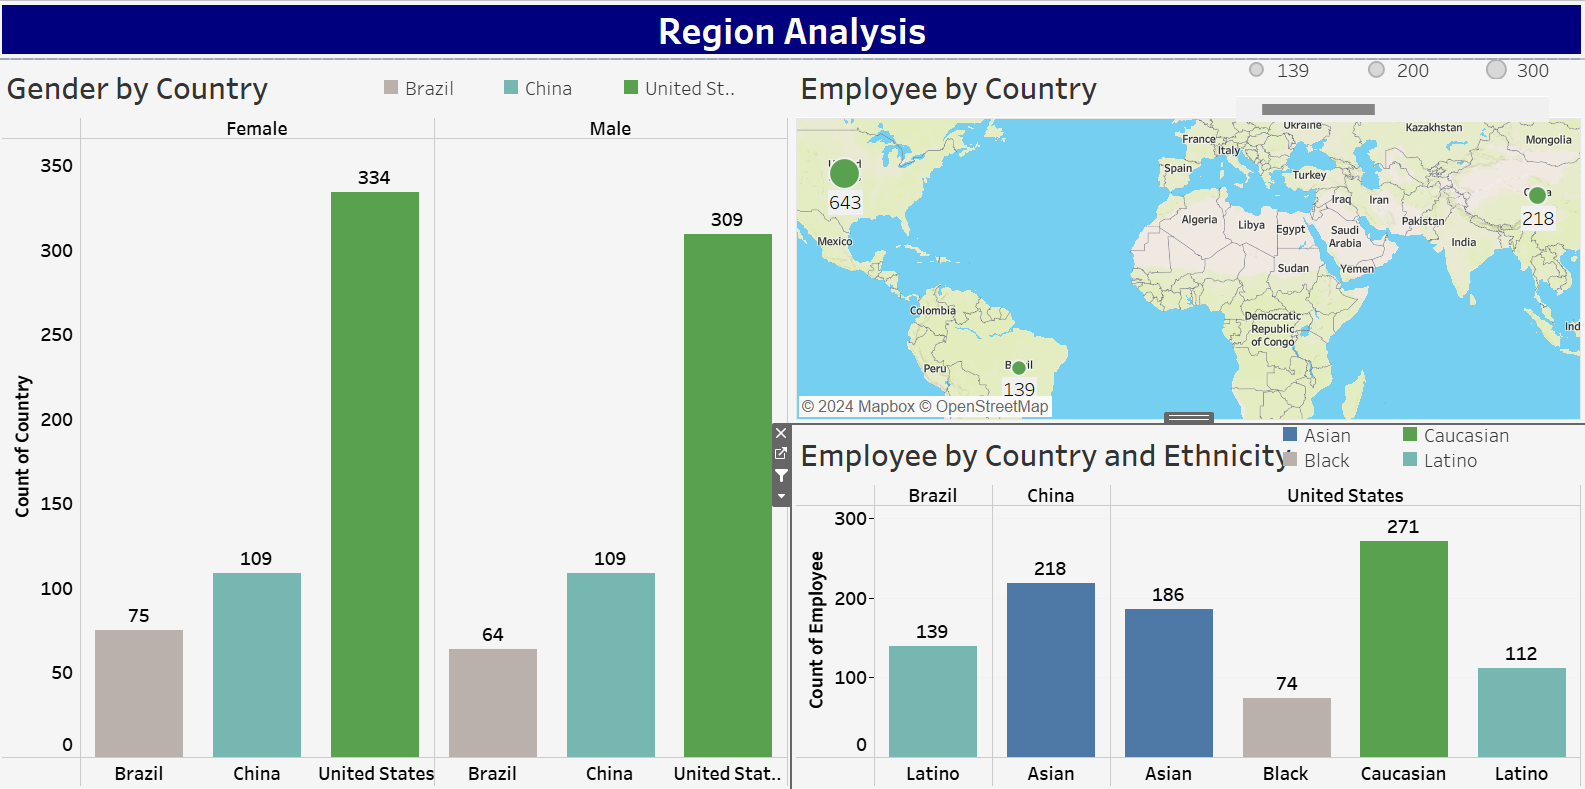 Region Analysis
Gender by Country
Brazil
China
United St..
Female
Male
Count of Country
350
300
250
200
150
100
50
0
75
109
334
64
109
309
Brazil
China
United States
Brazil
China
United Stat..
Employee by Country
139
200
300
Ukraine
Kazakhstan
Mongolia
France
Italy
Spain
Turkey
643
Iraq
Iran
218
Algeria
Libya
Egypt
Pakistan
Saudi
Arabia
India
Mexico
Sudan
Yemen
Colombia
Democratic
Republic
of Congo
Ind
Peru
139
© 2024 Mapbox © OpenStreetMap
Employee by Country and Ethnicity
Asian
Caucasian
Black
Latino
Brazil
China
United States
Count of Employee
300
200
100
0
139
218
186
74
271
112
Latino
Asian
Asian
Black
Caucasian
Latino